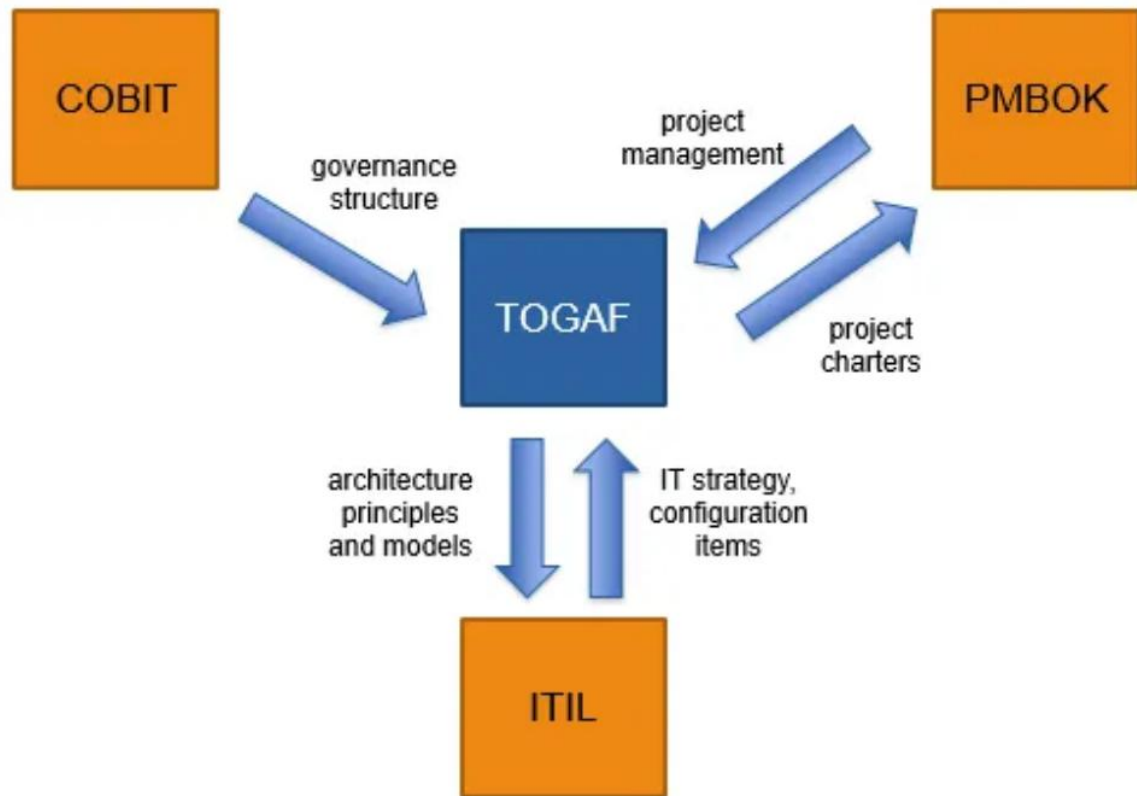 COBIT
PMBOK
governance
structure
project
management
TOGAF
project
charters
architecture
principles
and models
IT strategy,
configuration
items
ITIL